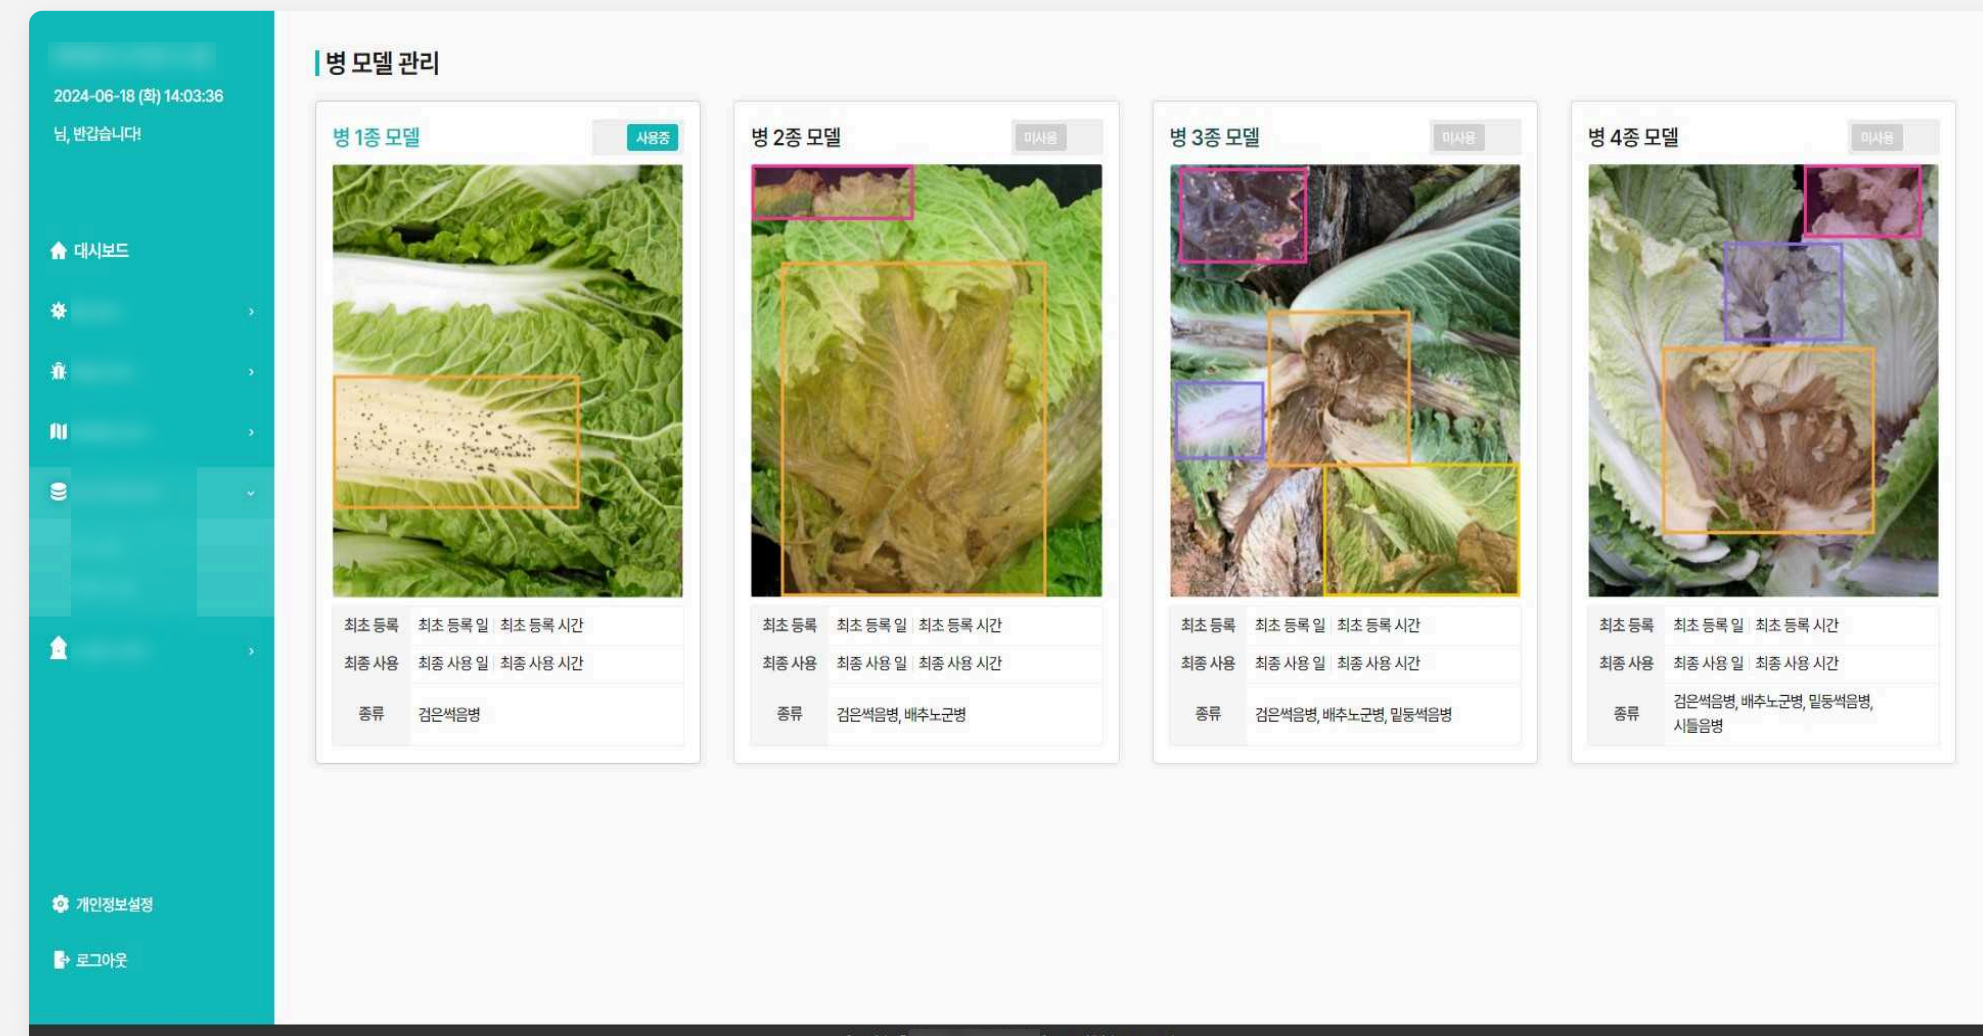 2024-06-18 (화) 14:03:36
님, 반갑습니다!
대시보드
개인정보설정
로그아웃
병 모델 관리
병 1종 모델
사용중
최초 등록 최초 등록 일 최초 등록 시간
최종 사용 최종 사용 일 최종 사용 시간
종류 검은썩음병
병 2종 모델
미사용
최초 등록 최초 등록 일 최초 등록 시간
최종 사용 최종 사용 일 최종 사용 시간
종류 검은썩음병, 배추노균병
병 3종 모델
미사용
최초 등록 최초 등록 일 최초 등록 시간
최종 사용 최종 사용 일 최종 사용 시간
종류 검은썩음병, 배추노균병, 밑둥썩음병
병 4종 모델
미사용
최초 등록 최초 등록 일 최초 등록 시간
최종 사용 최종 사용 일 최종 사용 시간
종류 검은썩음병, 배추노균병, 밑둥썩음병,
시들음병